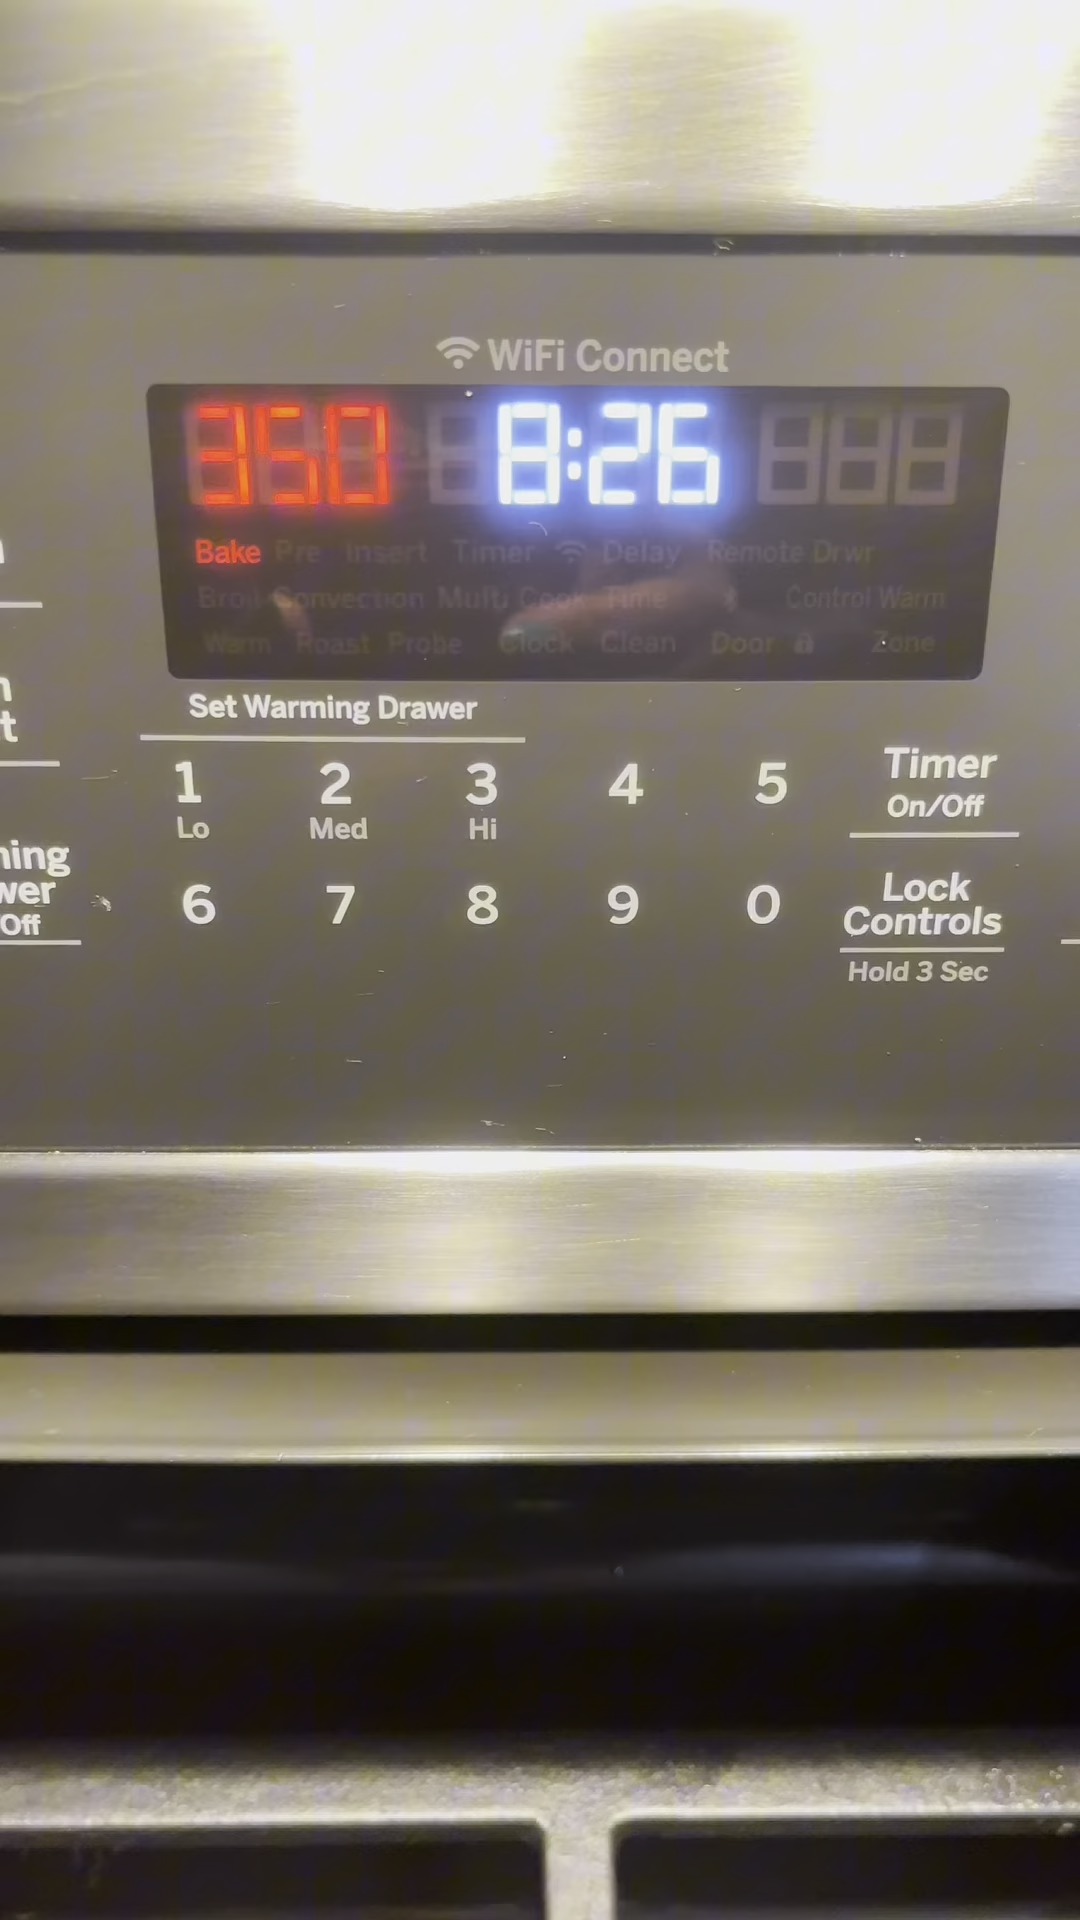 WiFi Connect
350 8:26
Bake Pre Insert Timer Delay Remote Drwr
Broil Convection Multi Cook Time Control Warm
Warm Roast Probe Clock Clean Door Zone
Set Warming Drawer
1 2 3 4 5 Timer
Lo Med Hi On/Off
6 7 8 9 0 Lock
Controls
Hold 3 Sec
Off